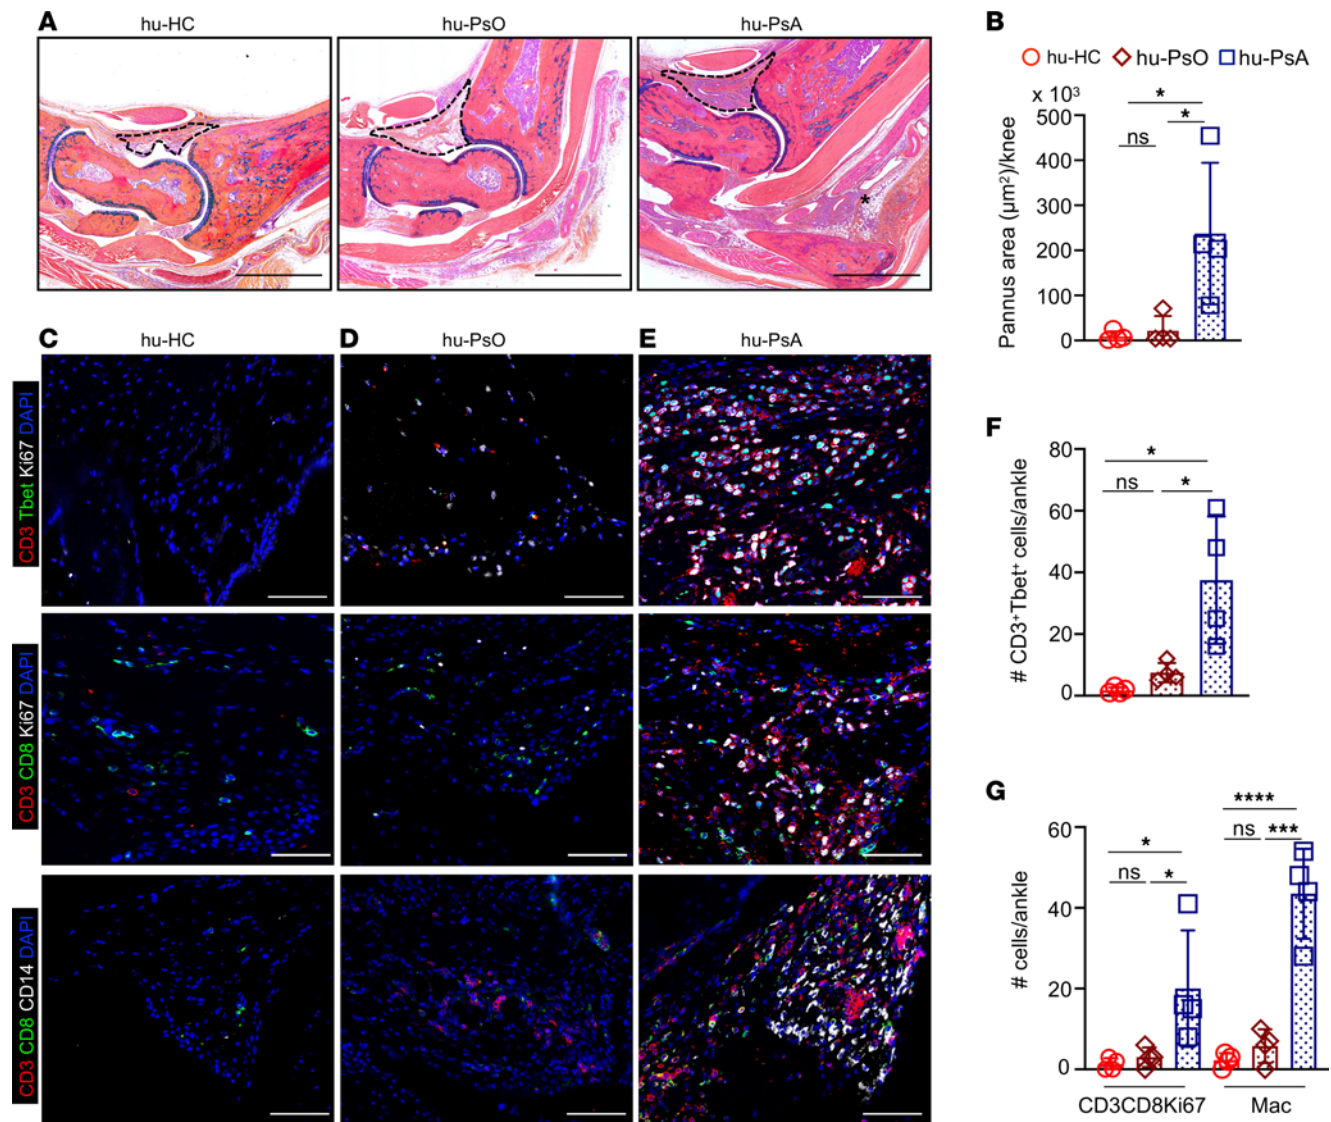 A
hu-HC
hu-PsO
hu-PsA
*
B
hu-HC
hu-PsO
hu-PsA
x 10³
Pannus area (µm²)/knee
500
400
300
200
100
0
ns
*
*
C
hu-HC
D
hu-PsO
E
hu-PsA
CD3 Tbet Ki67 DAPI
CD3 CD8 Ki67 DAPI
CD3 CD8 CD14 DAPI
F
# CD3⁺Tbet⁺ cells/ankle
80
60
40
20
0
*
ns
*
G
# cells/ankle
60
40
20
0
*
ns
*
****
ns
***
CD3CD8Ki67
Mac